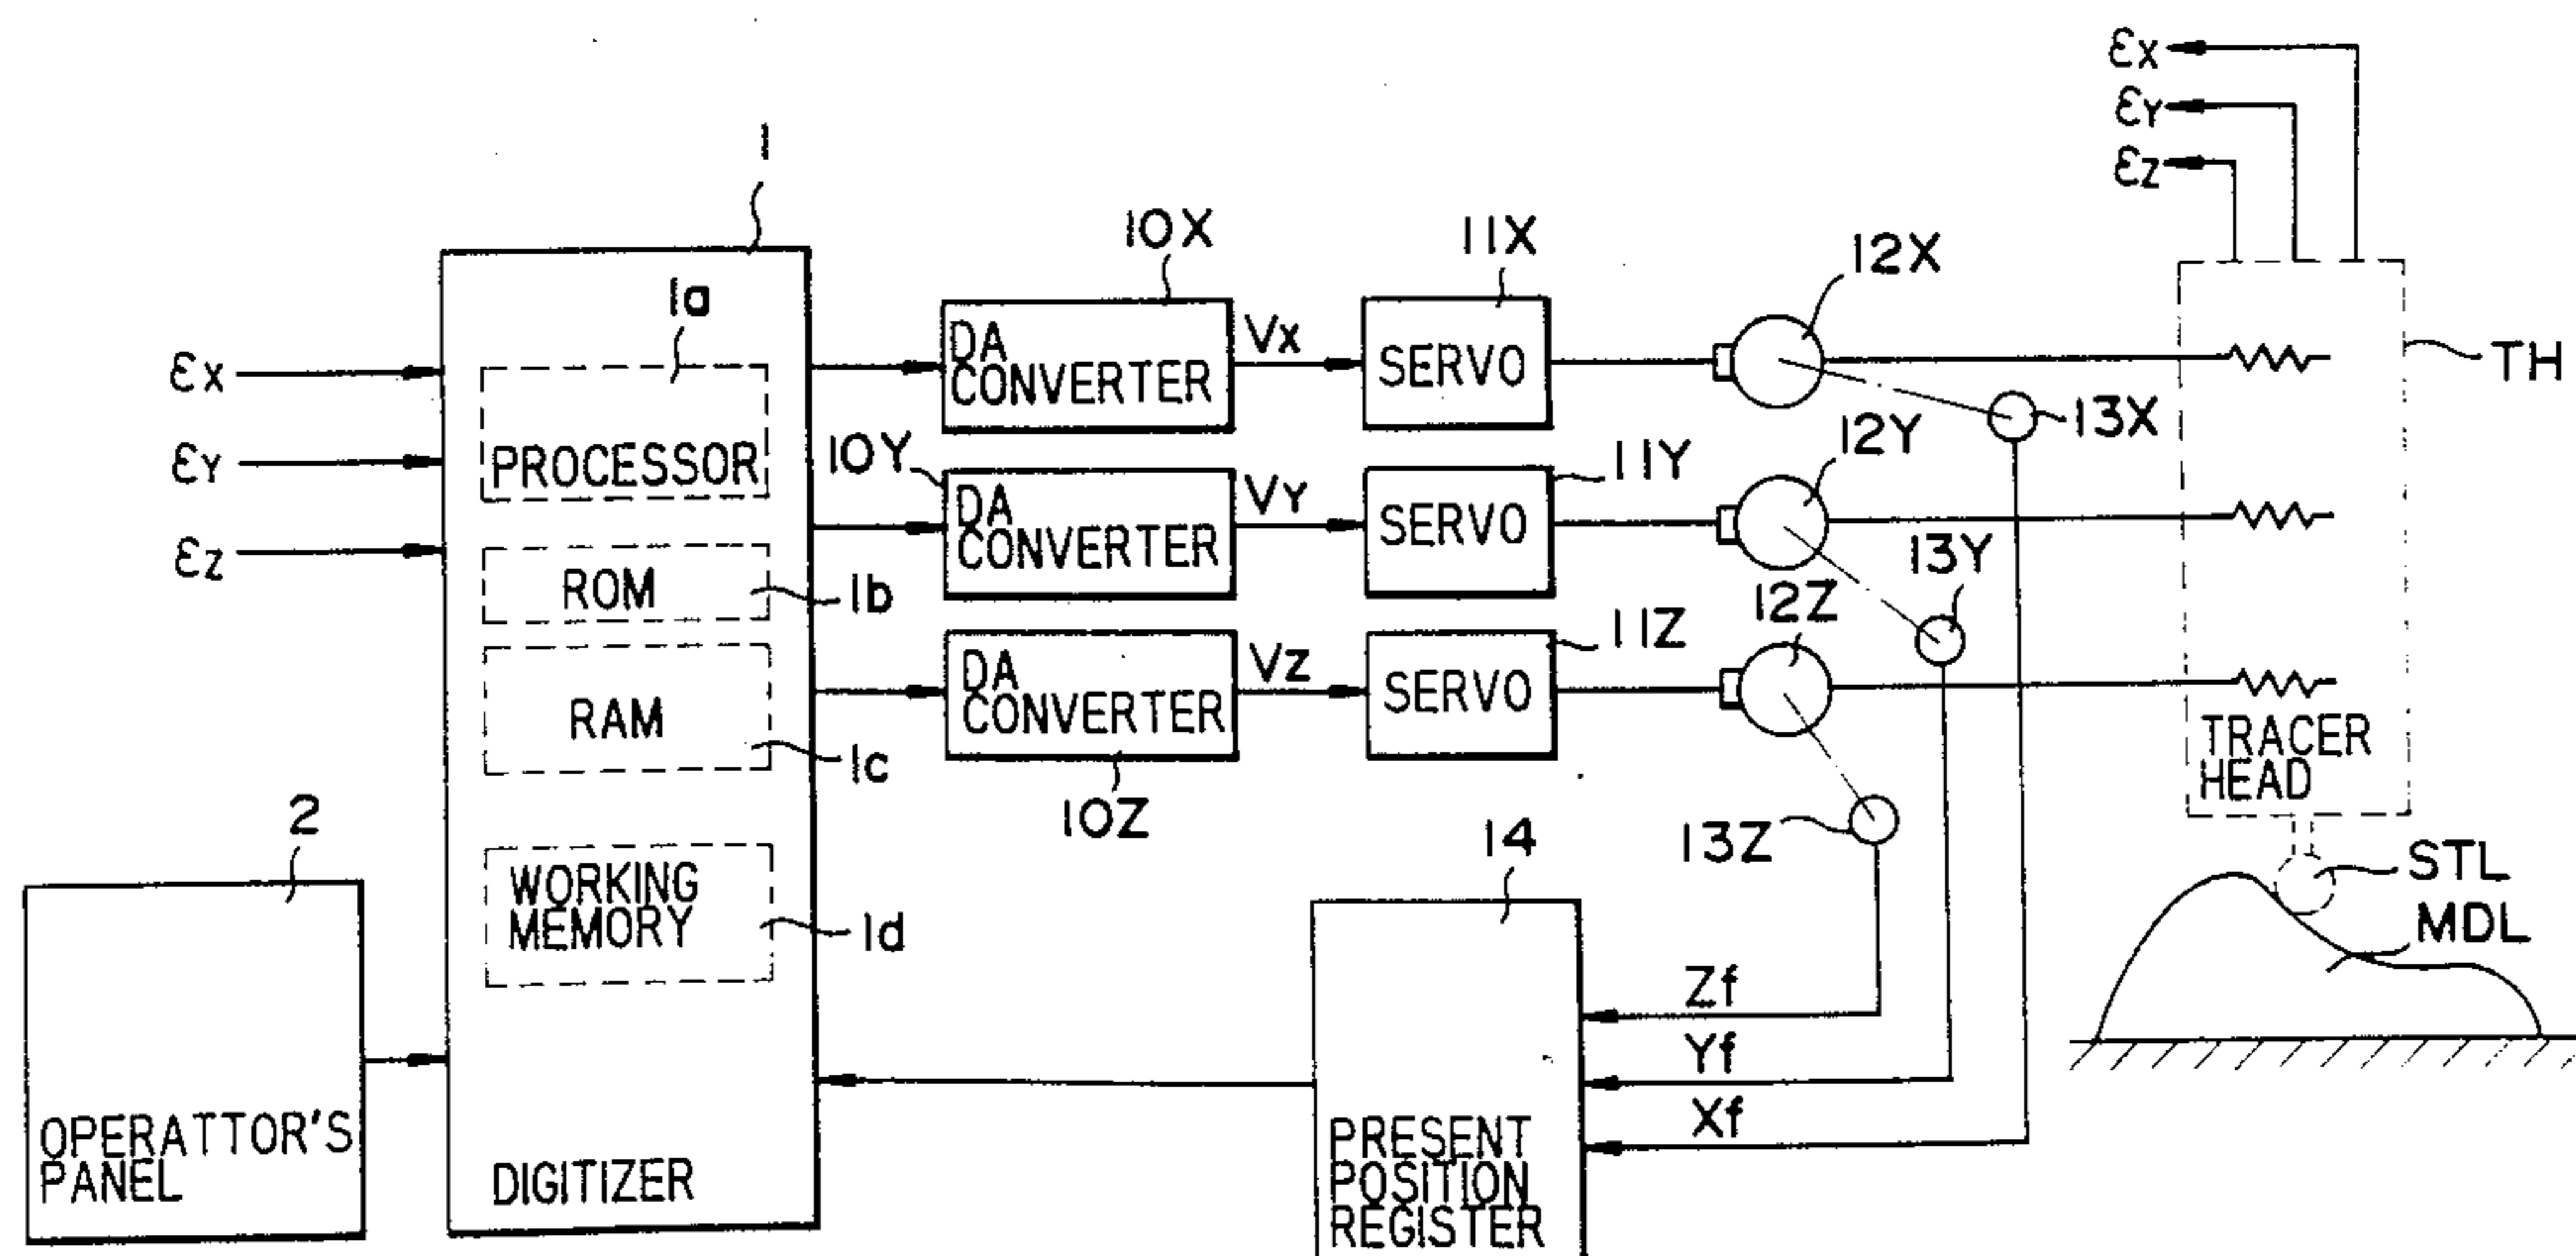 εX
εY
εZ
1
10X
11X
12X
1a
εX
DA
CONVERTER
VX
SERVO
TH
13X
εY
PROCESSOR
10Y
DA
CONVERTER
VY
SERVO
11Y
12Y
13Y
εZ
ROM
1b
12Z
11Z
RAM
1c
DA
CONVERTER
VZ
SERVO
TRACER
HEAD
10Z
13Z
2
14
STL
WORKING
MEMORY
1d
MDL
Zf
Yf
Xf
OPERATTOR'S
PANEL
DIGITIZER
PRESENT
POSITION
REGISTER